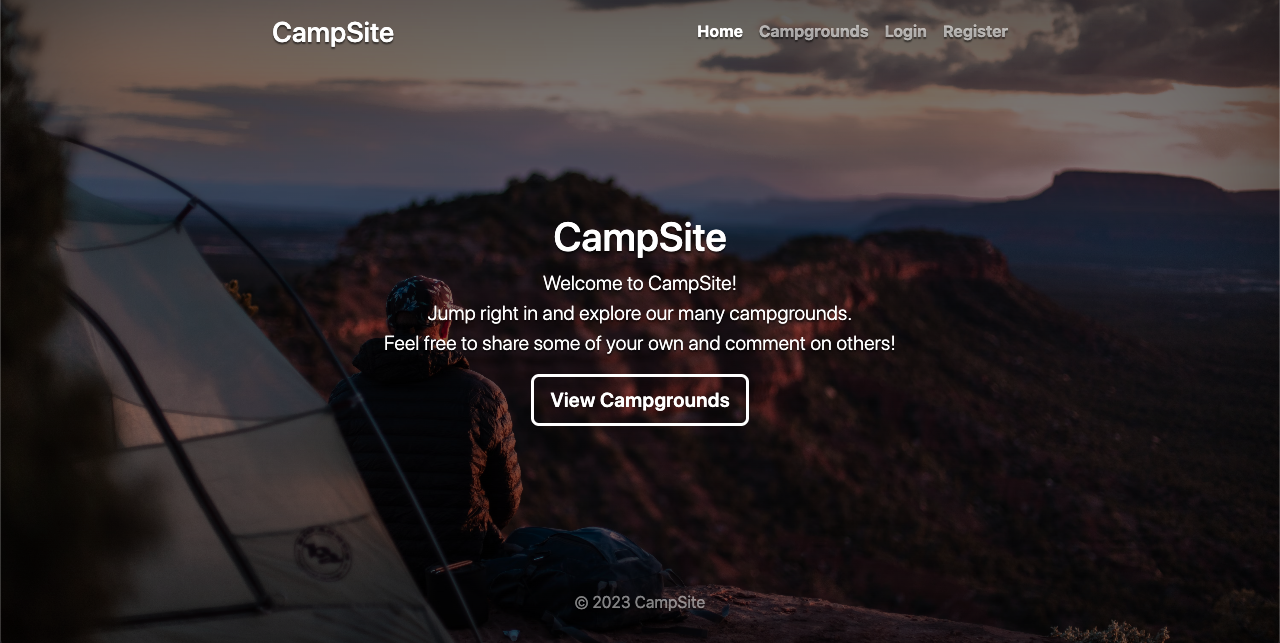 CampSite
Home Campgrounds Login Register
CampSite
Welcome to CampSite!
Jump right in and explore our many campgrounds.
Feel free to share some of your own and comment on others!
View Campgrounds
© 2023 CampSite